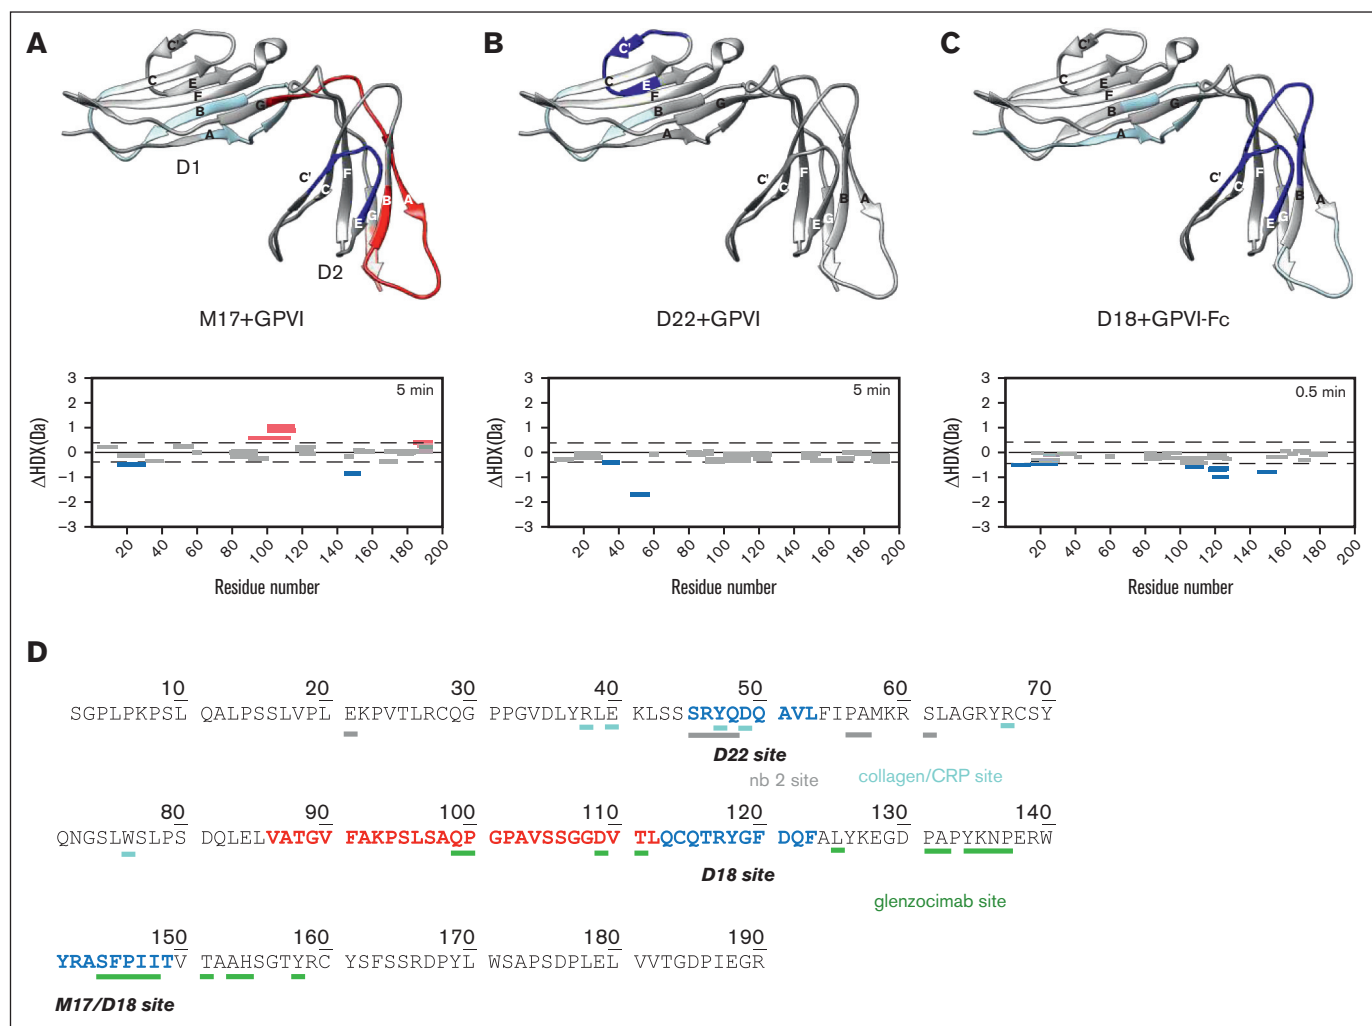 A
B
C
C'
C
E
F
B
G
A
D1
C'
C
F
E
G
B
A
D2
M17+GPVI
C'
C
E
F
B
G
A
C'
C
F
E
G
B
A
D22+GPVI
C'
C
E
F
B
G
A
C'
C
F
E
G
B
A
D18+GPVI-Fc
ΔHDX(Da)
3
2
1
0
−1
−2
−3
5 min
20 40 60 80 100 120 140 160 180 200
Residue number
ΔHDX(Da)
3
2
1
0
−1
−2
−3
5 min
20 40 60 80 100 120 140 160 180 200
Residue number
ΔHDX(Da)
3
2
1
0
−1
−2
−3
0.5 min
20 40 60 80 100 120 140 160 180 200
Residue number
D
10 20 30 40 50 60 70
SGPLPKPSL QALPSSLVPL EKPVTLRCQG PPGVDLYRLE KLSSSRYQDQ AVLFIPAMKR SLAGRYRCSY
D22 site
nb 2 site collagen/CRP site
80 90 100 110 120 130 140
QNGSLWSLPS DQLELVATGV FAKPSLSAQP GPAVSSGGDV TLQCQTRYGF DQFALYKEGD PAPYKNPERW
D18 site
glenzocimab site
150 160 170 180 190
YRASFPIITV TAAHSGTYRC YSFSSRDPYL WSAPSDPLEL VVTGDPIEGR
M17/D18 site